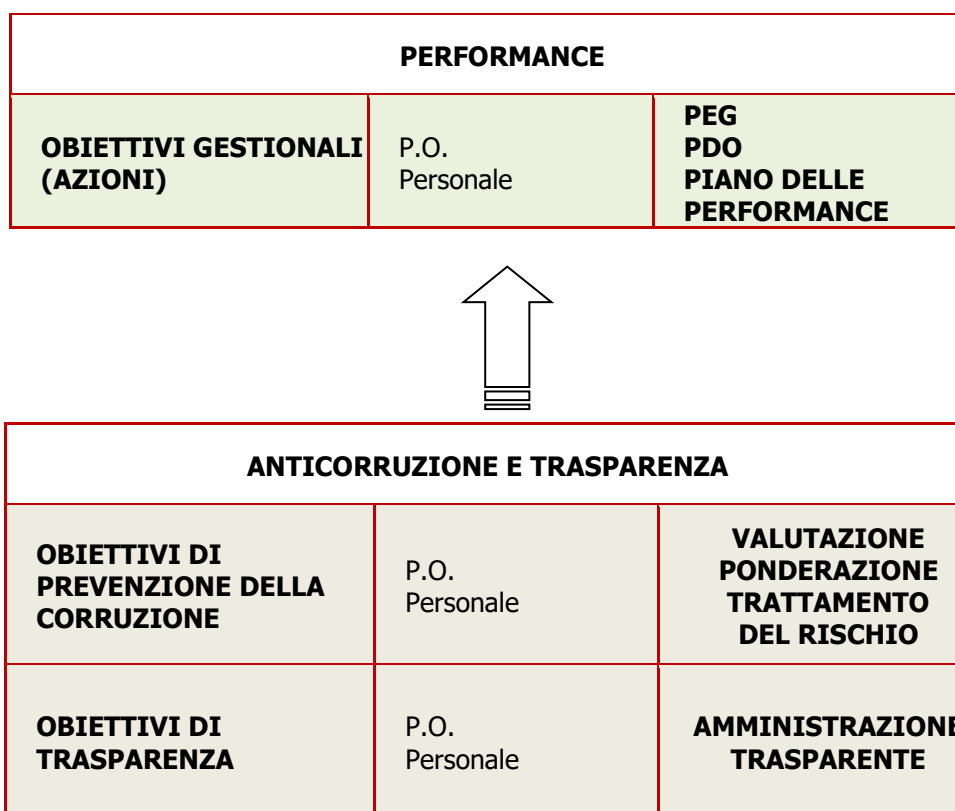 PERFORMANCE
OBIETTIVI GESTIONALI
(AZIONI)
P.O.
Personale
PEG
PDO
PIANO DELLE
PERFORMANCE
ANTICORRUZIONE E TRASPARENZA
OBIETTIVI DI
PREVENZIONE DELLA
CORRUZIONE
P.O.
Personale
VALUTAZIONE
PONDERAZIONE
TRATTAMENTO
DEL RISCHIO
OBIETTIVI DI
TRASPARENZA
P.O.
Personale
AMMINISTRAZIONE
TRASPARENTE